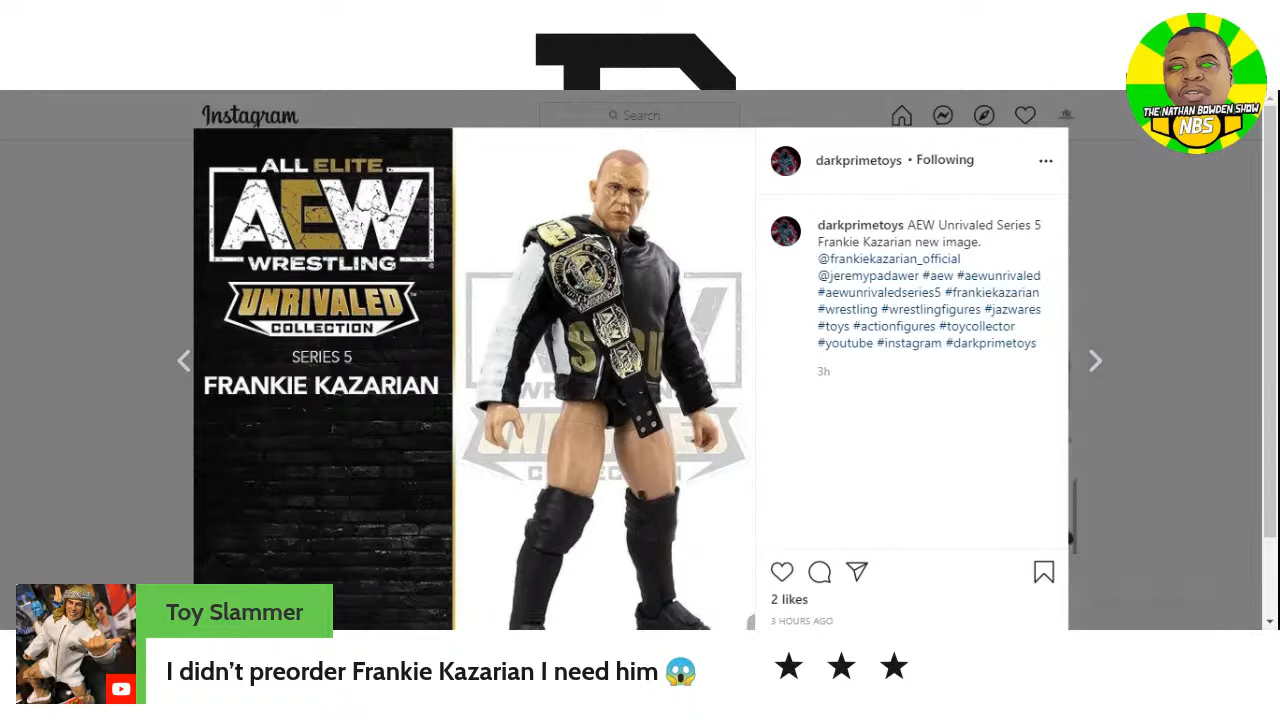 THE NATHAN BOWDEN SHOW
NBS
Instagram
Search
ALL ELITE
AEW
WRESTLING
UNRIVALED
COLLECTION
SERIES 5
FRANKIE KAZARIAN
SCU
darkprimetoys • Following
darkprimetoys AEW Unrivaled Series 5
Frankie Kazarian new image.
@frankiekazarian_official
@jeremypadawer #aew #aewunrivaled
#aewunrivaledseries5 #frankiekazarian
#wrestling #wrestlingfigures #jazwares
#toys #actionfigures #toycollector
#youtube #instagram #darkprimetoys
3h
2 likes
3 HOURS AGO
Toy Slammer
I didn’t preorder Frankie Kazarian I need him 😱